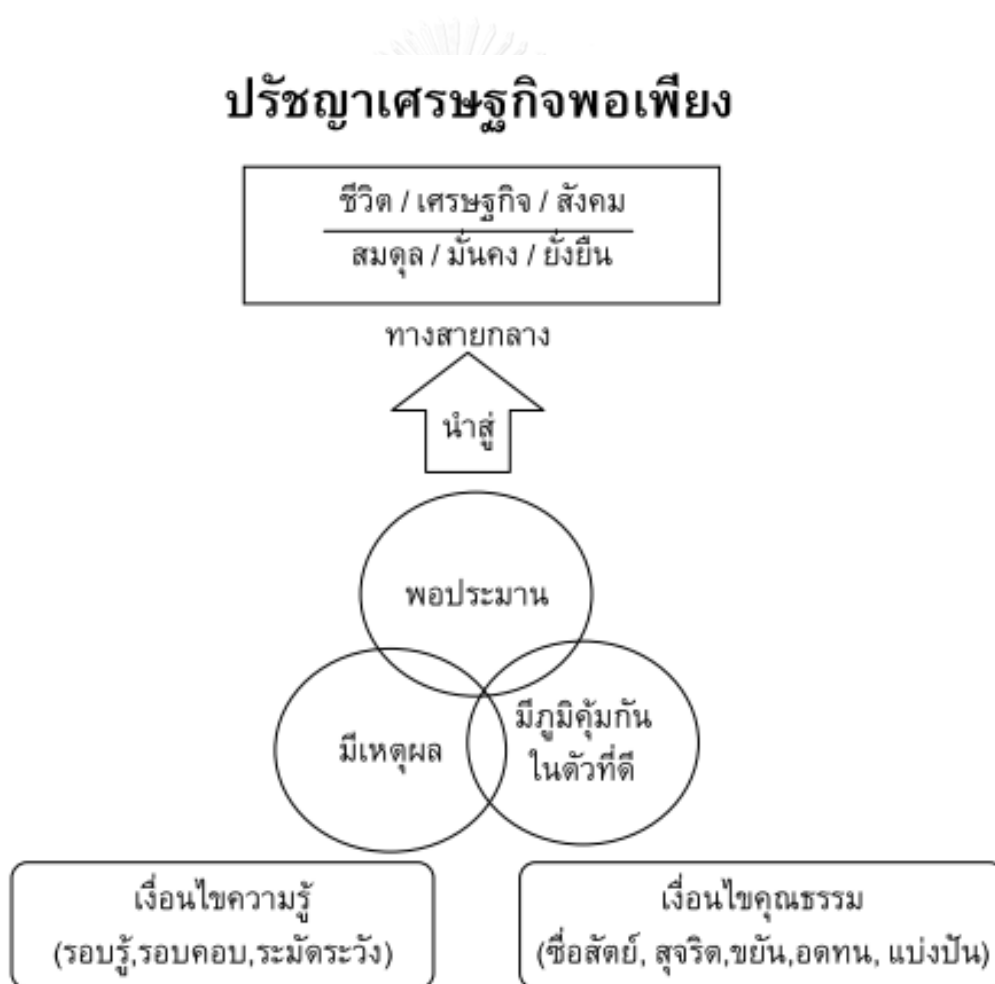 ปรัชญาเศรษฐกิจพอเพียง
ชีวิต / เศรษฐกิจ / สังคม
สมดุล / มั่นคง / ยั่งยืน
ทางสายกลาง
นำสู่
พอประมาน
มีเหตุผล
มีภูมิคุ้มกัน
ในตัวที่ดี
เงื่อนไขความรู้
(รอบรู้,รอบคอบ,ระมัดระวัง)
เงื่อนไขคุณธรรม
(ซื่อสัตย์, สุจริต,ขยัน,อดทน, แบ่งปัน)